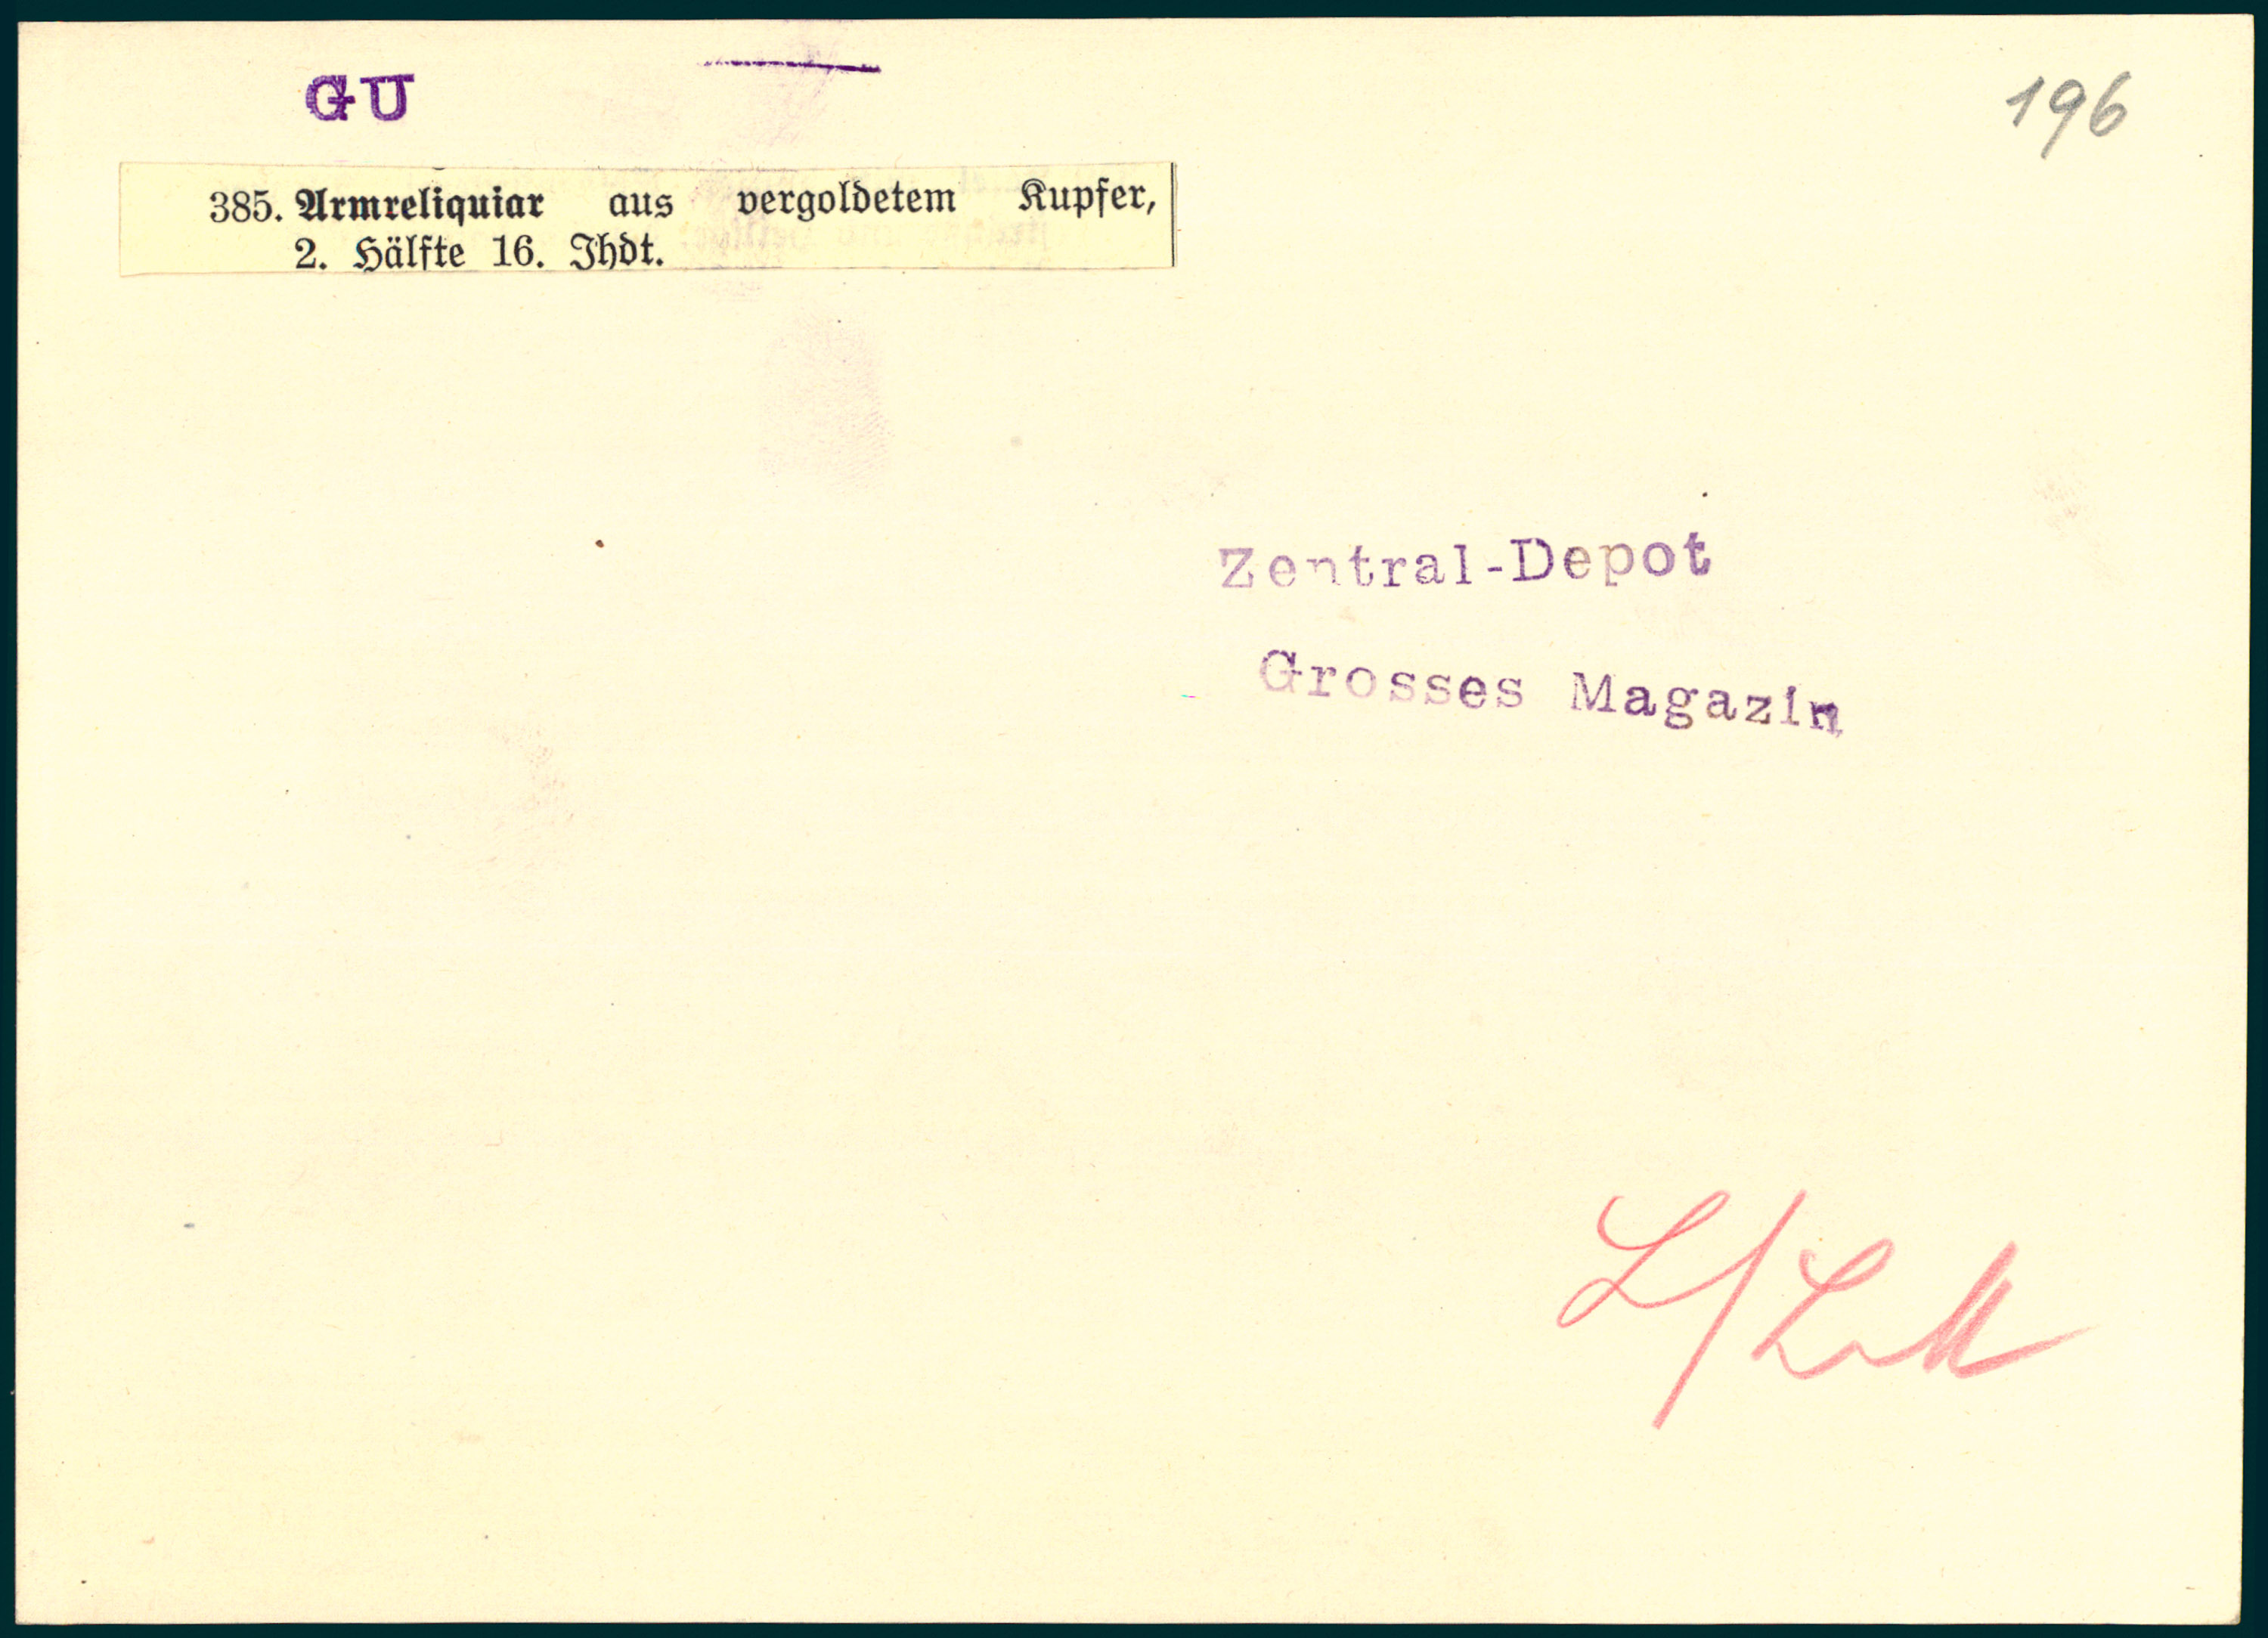 GU
196
385. Armreliquiar aus vergoldetem Kupfer,
2. Hälfte 16. Jhdt.
Zentral-Depot
Grosses Magazin